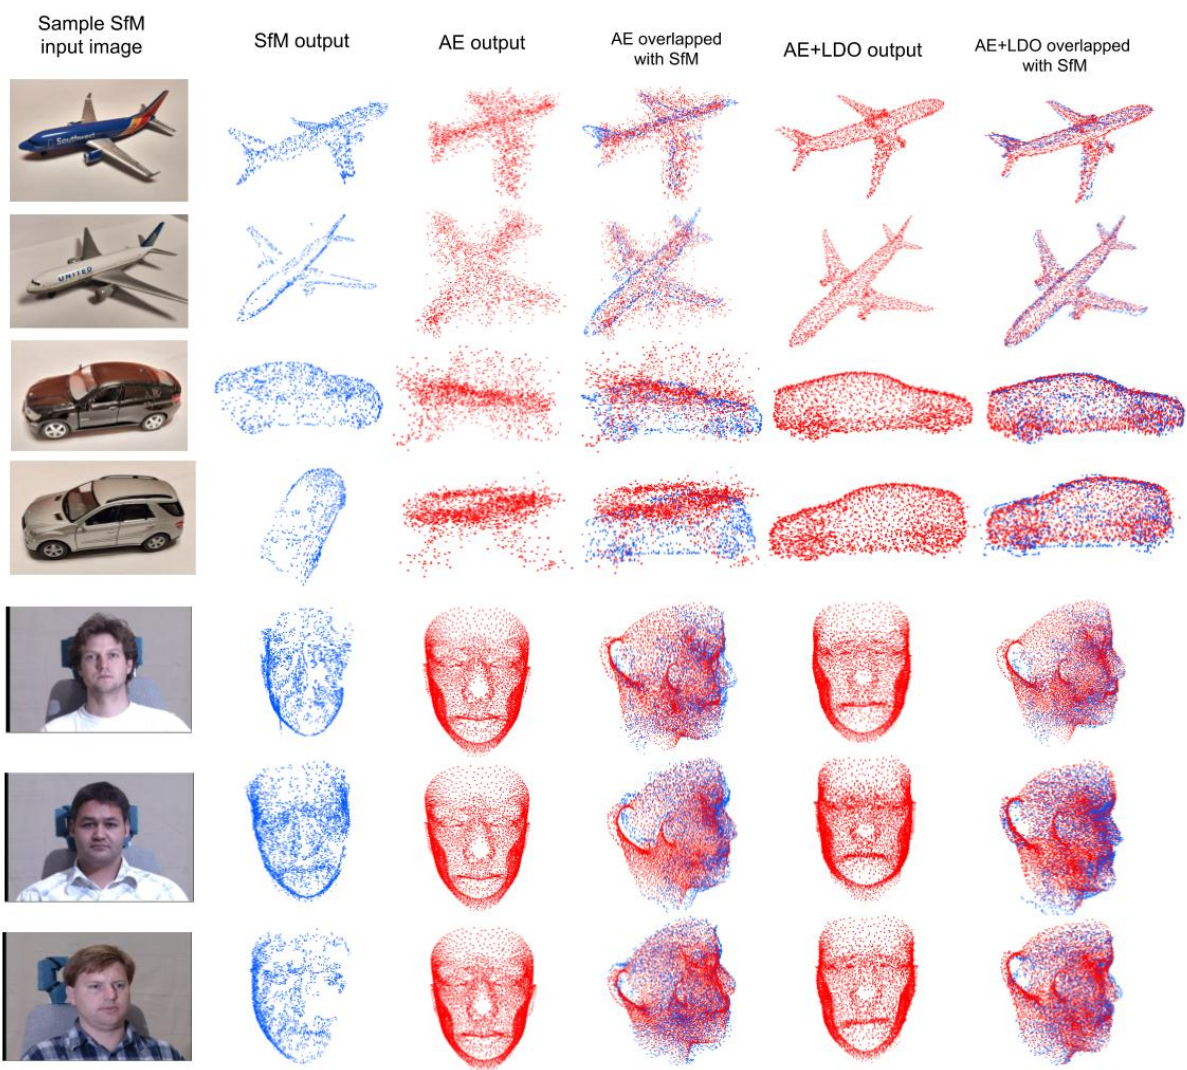 Sample SfM
input image
SfM output
AE output
AE overlapped
with SfM
AE+LDO output
AE+LDO overlapped
with SfM
Southwest
UNITED